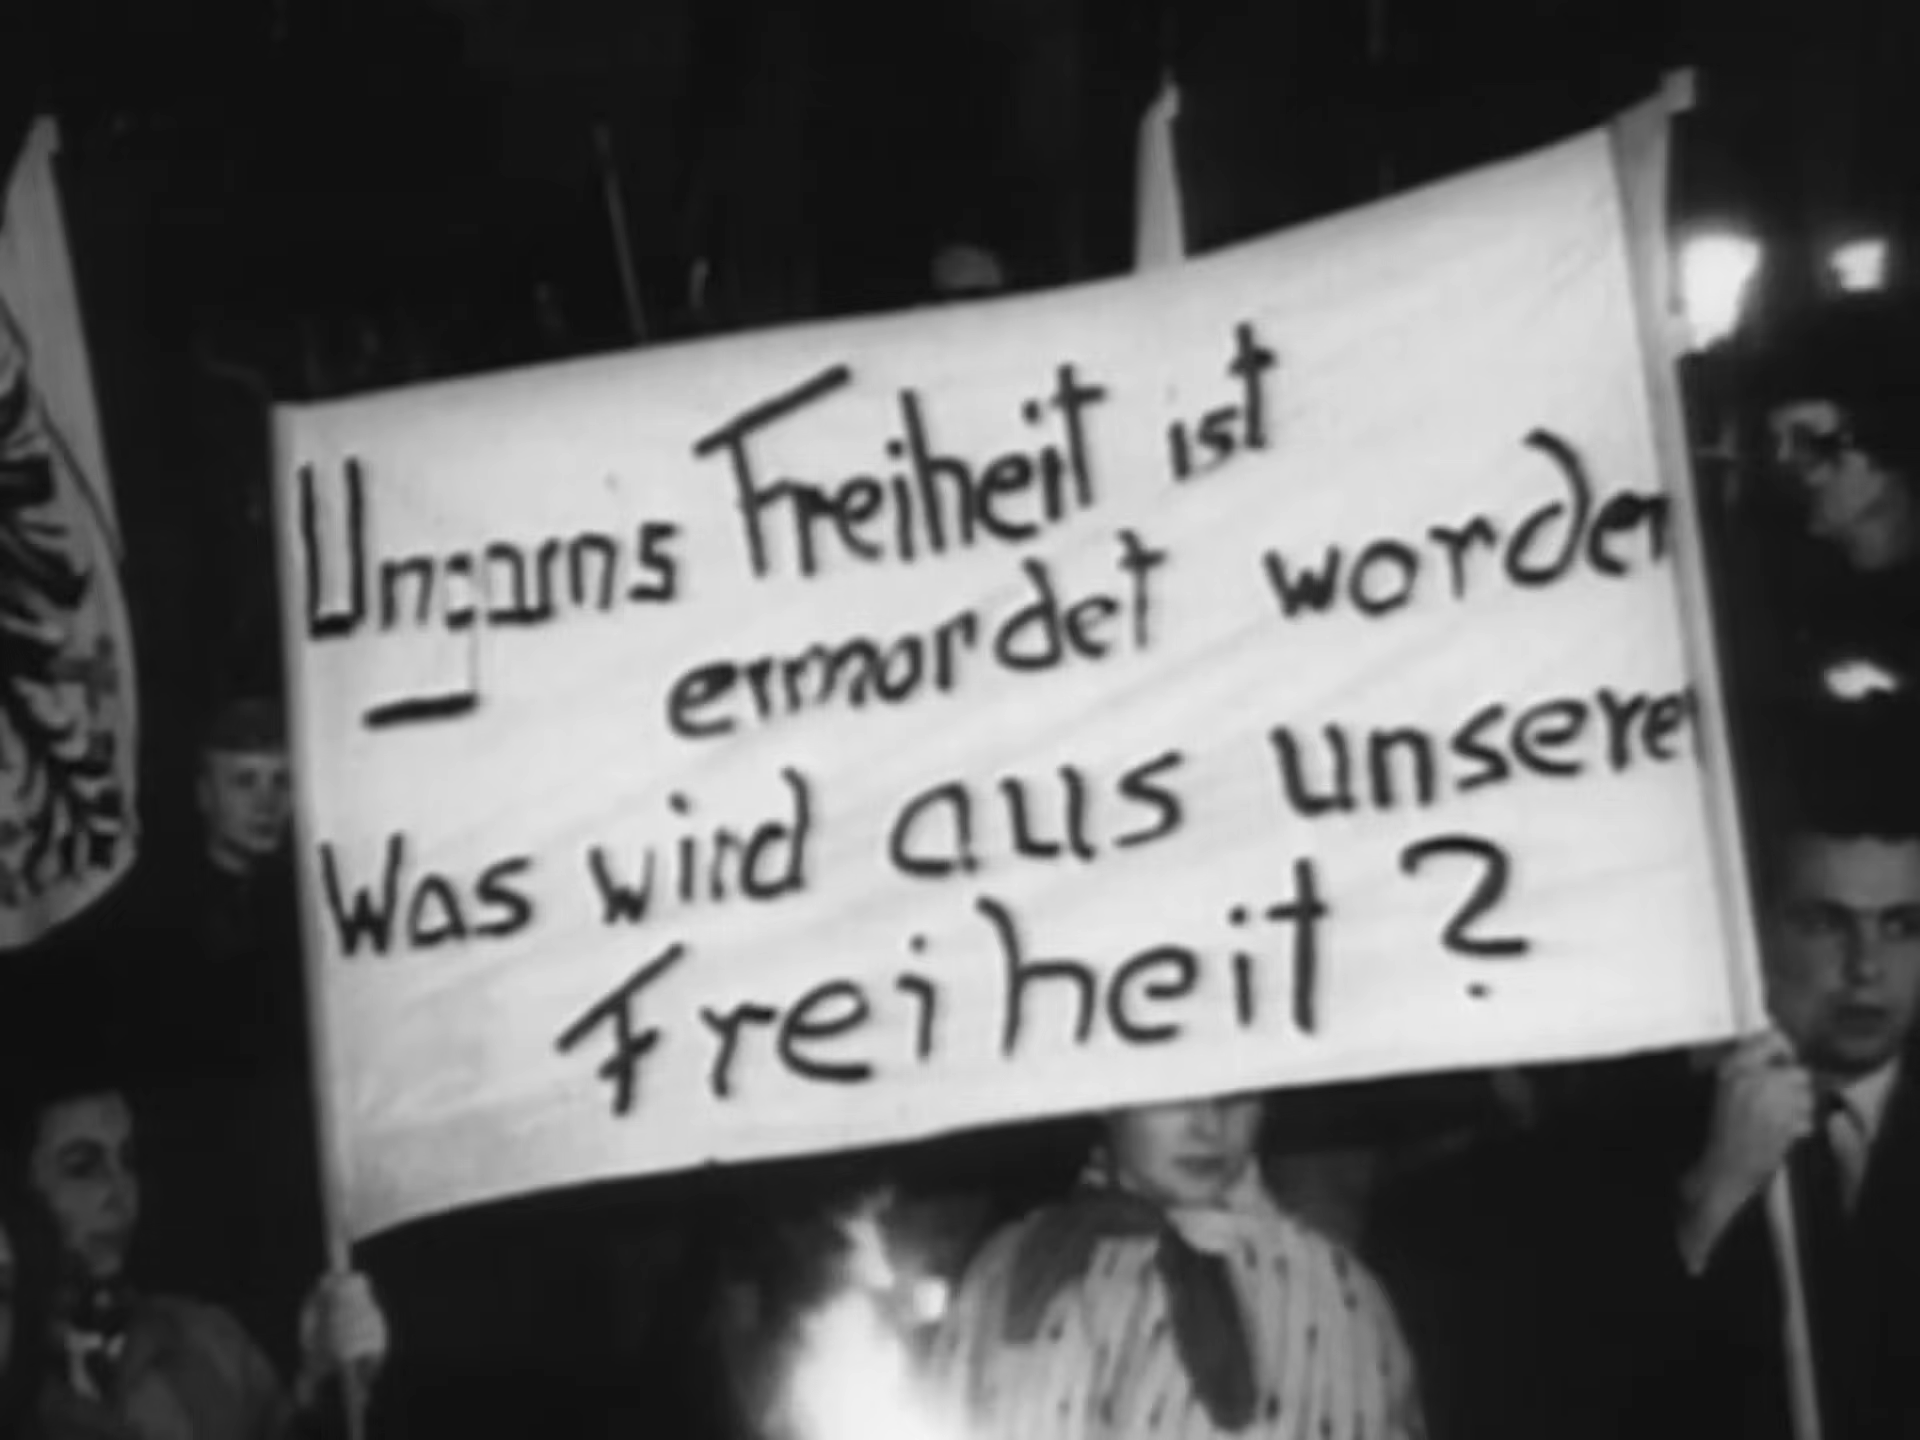 Ungarns Freiheit ist
— ermordet worden
Was wird aus unserer
Freiheit?